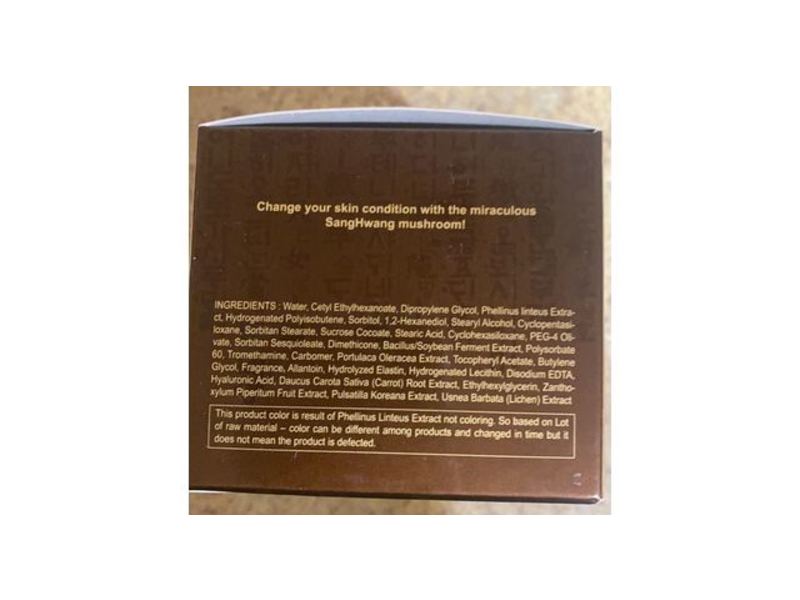 Change your skin condition with the miraculous
SangHwang mushroom!
INGREDIENTS : Water, Cetyl Ethylhexanoate, Dipropylene Glycol, Phellinus linteus Extra-
ct, Hydrogenated Polyisobutene, Sorbitol, 1,2-Hexanediol, Stearyl Alcohol, Cyclopentasi-
loxane, Sorbitan Stearate, Sucrose Cocoate, Stearic Acid, Cyclohexasiloxane, PEG-4 Oli-
vate, Sorbitan Sesquioleate, Dimethicone, Bacillus/Soybean Ferment Extract, Polysorbate
60, Tromethamine, Carbomer, Portulaca Oleracea Extract, Tocopheryl Acetate, Butylene
Glycol, Fragrance, Allantoin, Hydrolyzed Elastin, Hydrogenated Lecithin, Disodium EDTA,
Hyaluronic Acid, Daucus Carota Sativa (Carrot) Root Extract, Ethylhexylglycerin, Zantho-
xylum Piperitum Fruit Extract, Pulsatilla Koreana Extract, Usnea Barbata (Lichen) Extract
This product color is result of Phellinus Linteus Extract not coloring. So based on Lot
of raw material – color can be different among products and changed in time but it
does not mean the product is defected.